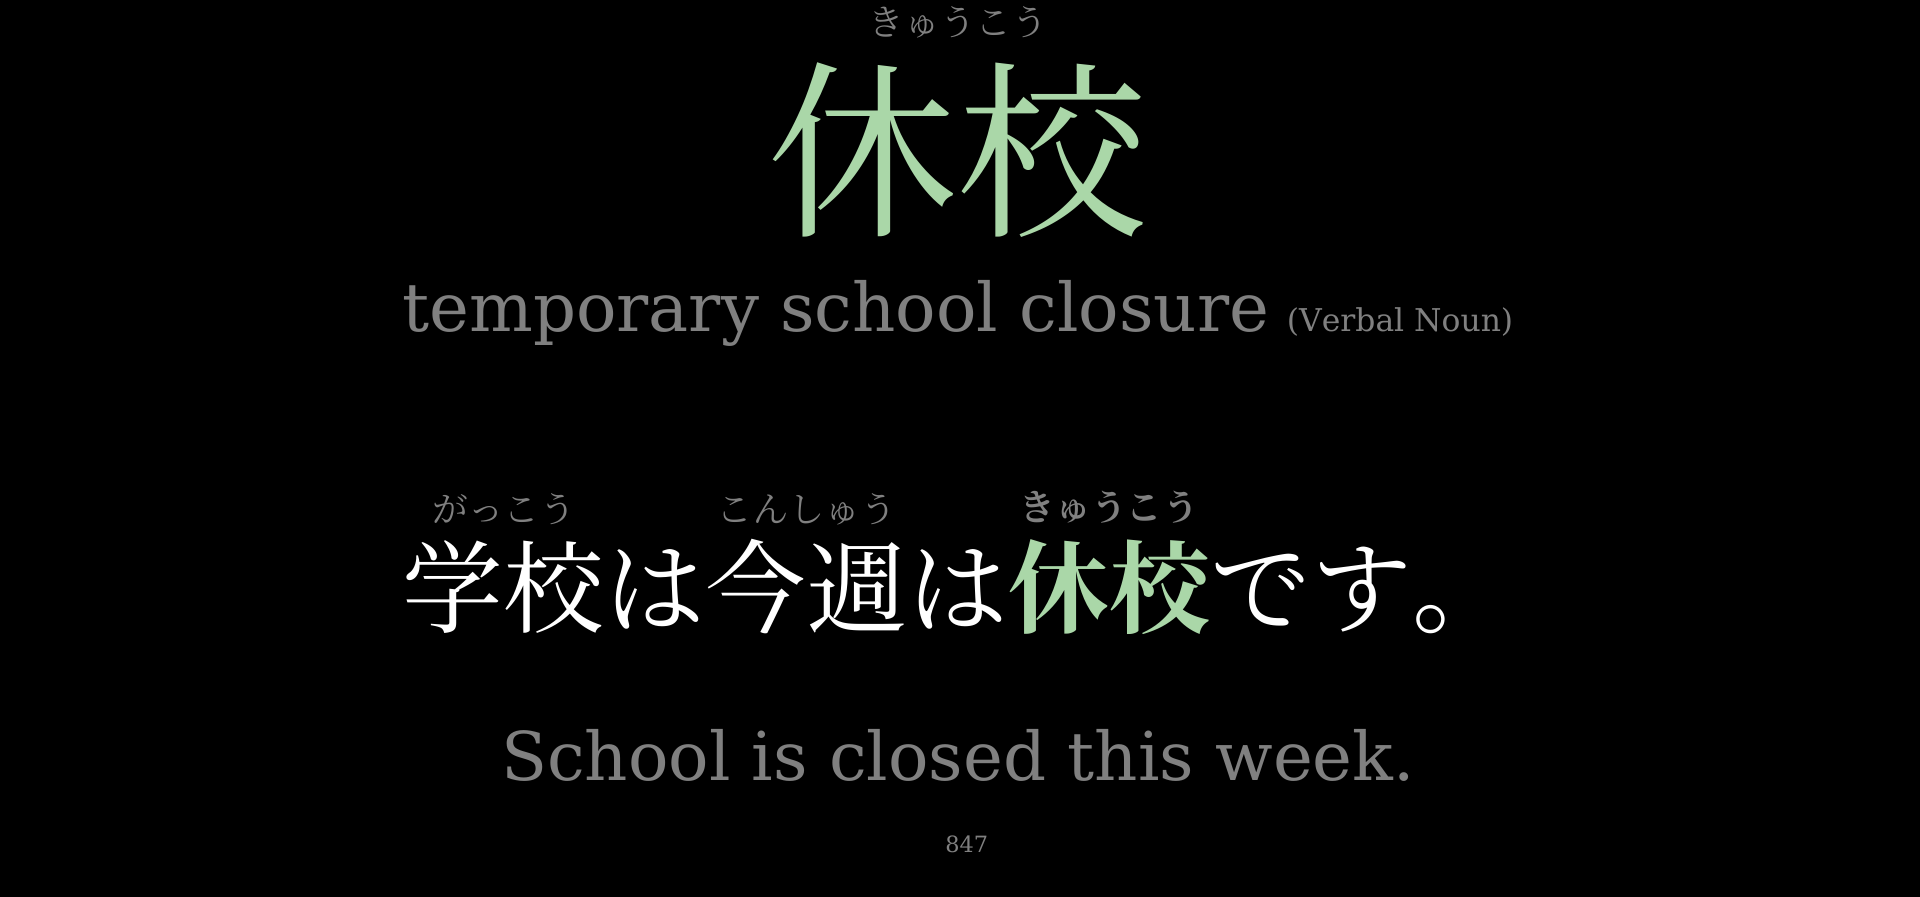 きゅうこう
休校
temporary school closure (Verbal Noun)
がっこう こんしゅう きゅうこう
学校は今週は休校です。
School is closed this week.
847